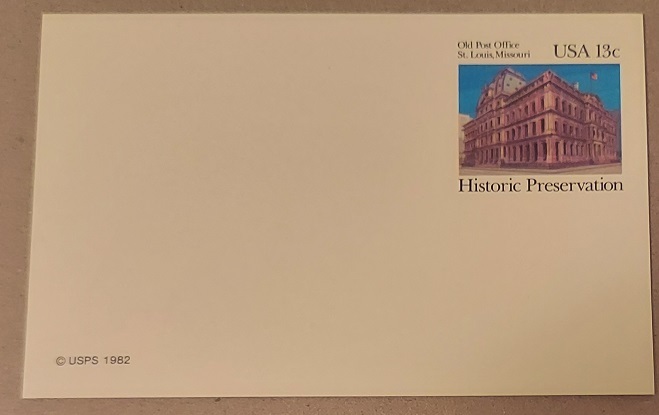 Old Post Office
St. Louis, Missouri
USA 13c
Historic Preservation
© USPS 1982